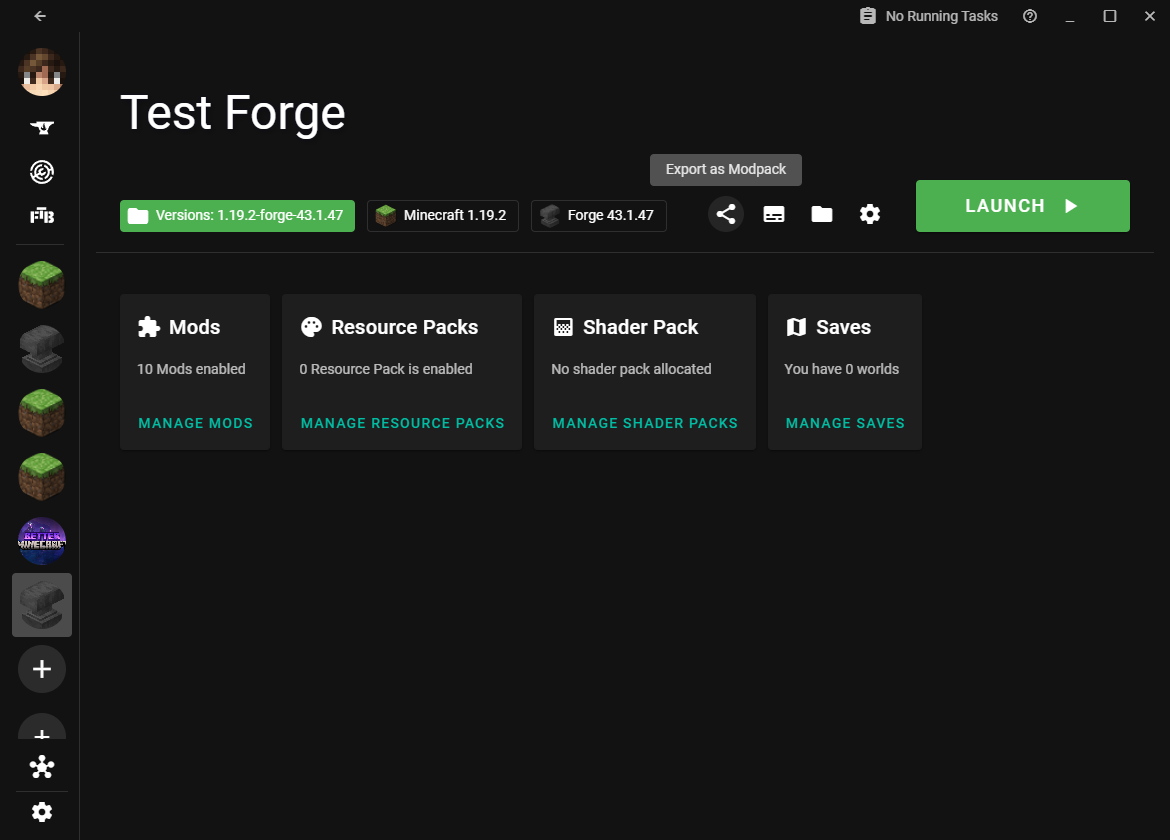 No Running Tasks
Test Forge
Export as Modpack
Versions: 1.19.2-forge-43.1.47
Minecraft 1.19.2
Forge 43.1.47
LAUNCH
FTB
Mods
10 Mods enabled
MANAGE MODS
Resource Packs
0 Resource Pack is enabled
MANAGE RESOURCE PACKS
Shader Pack
No shader pack allocated
MANAGE SHADER PACKS
Saves
You have 0 worlds
MANAGE SAVES
BETTER
MINECRAFT